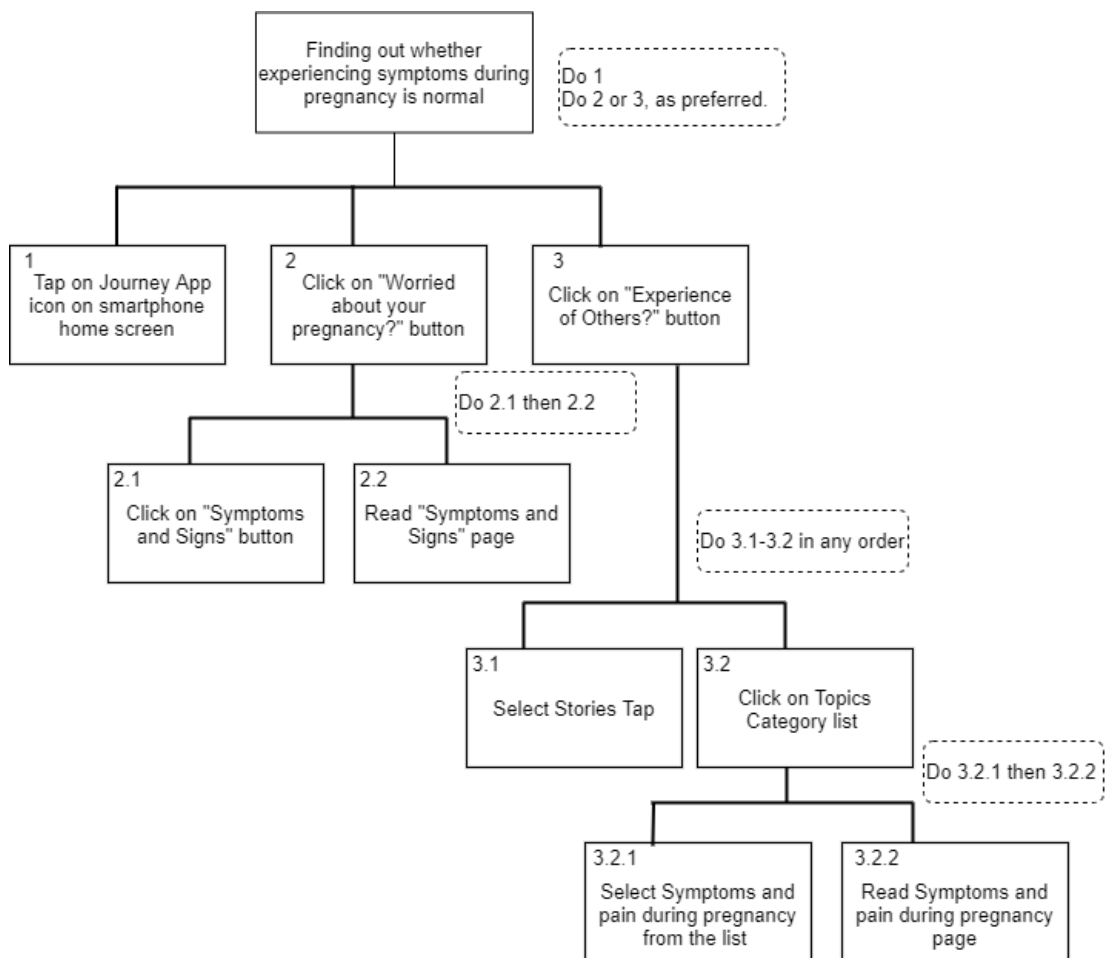 Finding out whether
experiencing symptoms during
pregnancy is normal
Do 1
Do 2 or 3, as preferred.
1
Tap on Journey App
icon on smartphone
home screen
2
Click on "Worried
about your
pregnancy?" button
3
Click on "Experience
of Others?" button
Do 2.1 then 2.2
2.1
Click on "Symptoms
and Signs" button
2.2
Read "Symptoms and
Signs" page
Do 3.1-3.2 in any order
3.1
Select Stories Tap
3.2
Click on Topics
Category list
Do 3.2.1 then 3.2.2
3.2.1
Select Symptoms and
pain during pregnancy
from the list
3.2.2
Read Symptoms and
pain during pregnancy
page